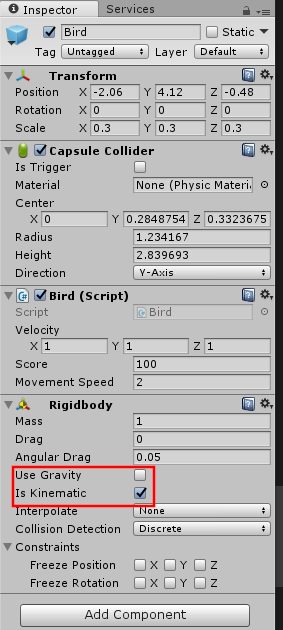 Inspector Services
Bird Static
Tag Untagged Layer Default
Transform
Position X -2.06 Y 4.12 Z -0.48
Rotation X 0 Y 0 Z 0
Scale X 0.3 Y 0.3 Z 0.3
Capsule Collider
Is Trigger
Material None (Physic Materi
Center
X 0 Y 0.2848754 Z 0.3323675
Radius 1.234167
Height 2.839693
Direction Y-Axis
Bird (Script)
Script Bird
Velocity
X 1 Y 1 Z 1
Score 100
Movement Speed 2
Rigidbody
Mass 1
Drag 0
Angular Drag 0.05
Use Gravity
Is Kinematic
Interpolate None
Collision Detection Discrete
Constraints
Freeze Position X Y Z
Freeze Rotation X Y Z
Add Component